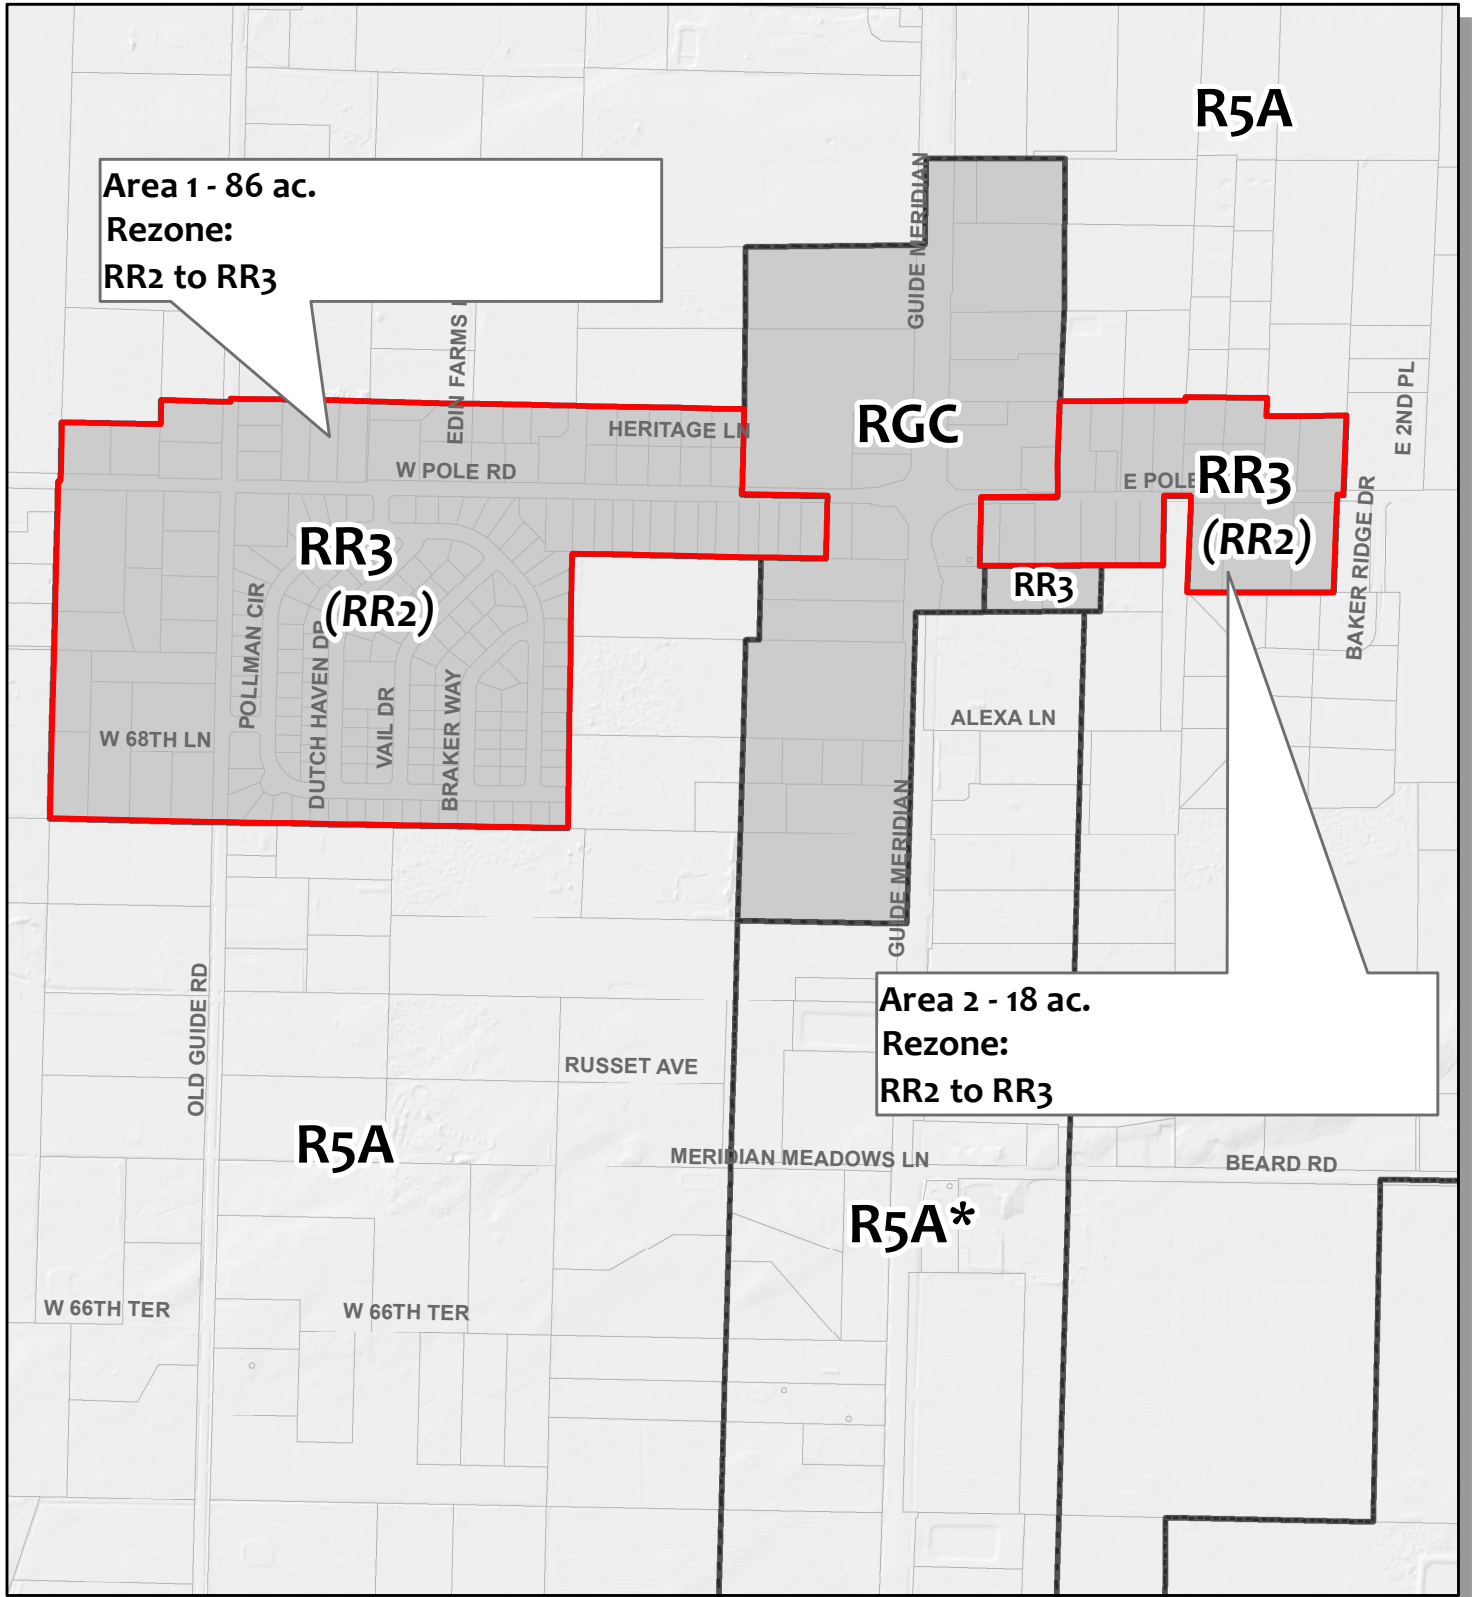 R5A
Area 1 - 86 ac.
Rezone:
RR2 to RR3
GUIDE MERIDIAN
EDIN FARMS
E 2ND PL
HERITAGE LN
RGC
W POLE RD
E POLE
RR3
(RR2)
RR3
(RR2)
BAKER RIDGE DR
RR3
POLLMAN CIR
DUTCH HAVEN DR
VAIL DR
BRAKER WAY
ALEXA LN
W 68TH LN
GUIDE MERIDIAN
OLD GUIDE RD
Area 2 - 18 ac.
Rezone:
RR2 to RR3
RUSSET AVE
R5A
MERIDIAN MEADOWS LN
BEARD RD
R5A*
W 66TH TER
W 66TH TER